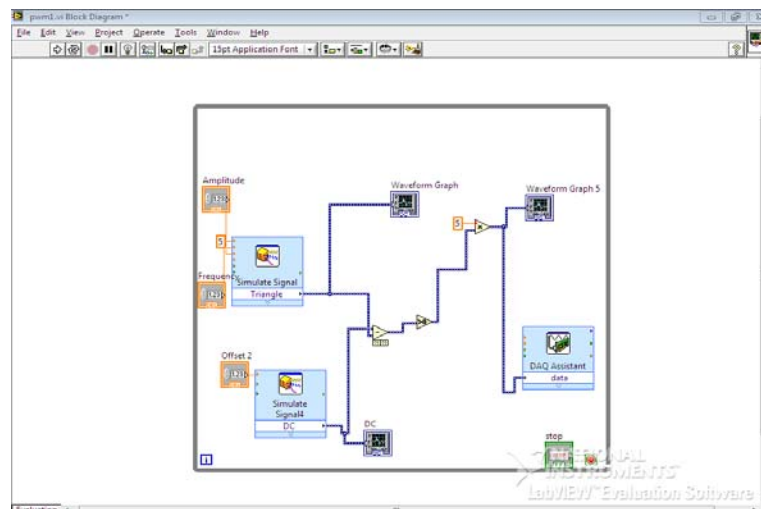 pwm1.vi Block Diagram *
File Edit View Project Operate Tools Window Help
15pt Application Font
Amplitude
Waveform Graph
Waveform Graph 5
5
5
Frequency
Simulate Signal
Triangle
Offset 2
DAQ Assistant
data
Simulate
Signal4
DC
DC
stop
i
NATIONAL
INSTRUMENTS
LabVIEW™ Evaluation Software